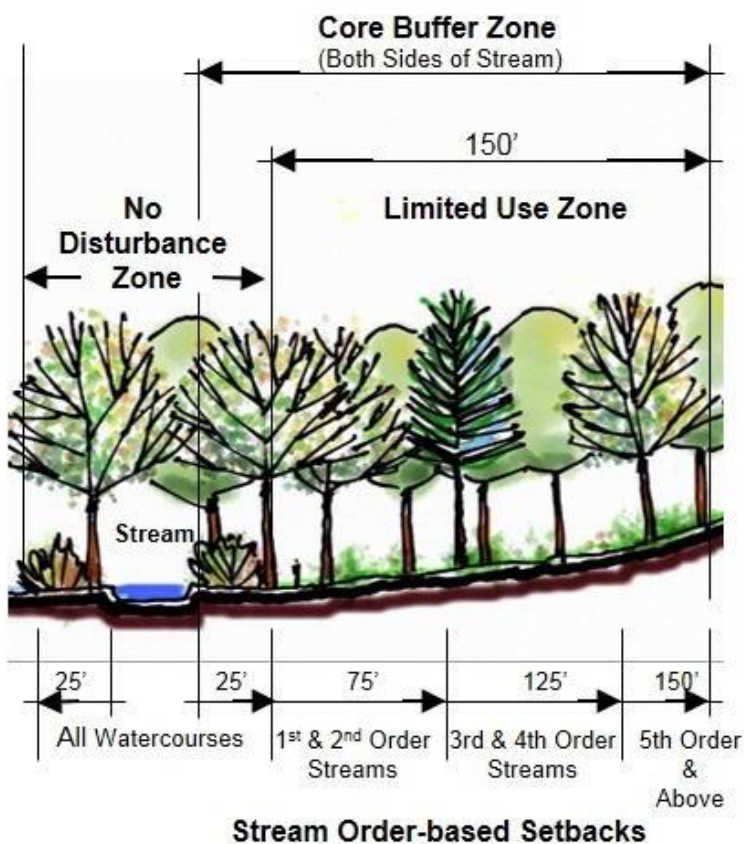 Core Buffer Zone
(Both Sides of Stream)
150’
No
Disturbance
Zone
Limited Use Zone
Stream
25’
25’
75’
125’
150’
All Watercourses
1st & 2nd Order
Streams
3rd & 4th Order
Streams
5th Order
&
Above
Stream Order-based Setbacks